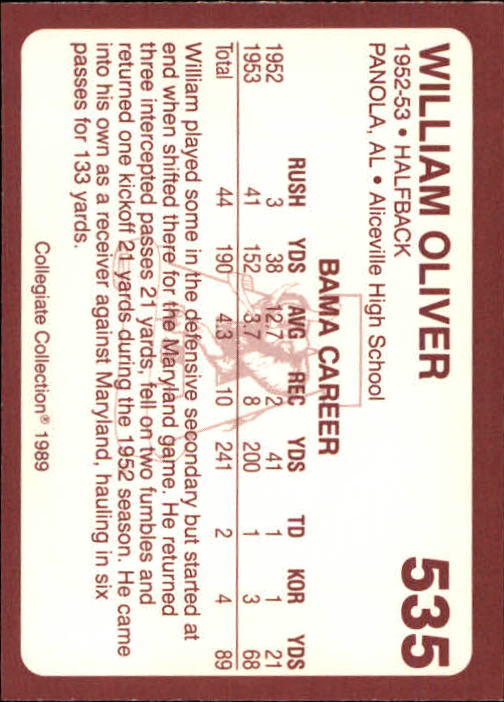 WILLIAM OLIVER 535
1952-53 • HALFBACK
PANOLA, AL • Aliceville High School
BAMA CAREER
RUSH YDS AVG REC YDS TD KOR YDS
1952 3 38 12.7 2 41 1 1 21
1953 41 152 3.7 8 200 1 3 68
Total 44 190 4.3 10 241 2 4 89
William played some in the defensive secondary but started at
end when shifted there for the Maryland game. He returned
three intercepted passes 21 yards, fell on two fumbles and
returned one kickoff 21 yards during the 1952 season. He came
into his own as a receiver against Maryland, hauling in six
passes for 133 yards.
Collegiate Collection® 1989